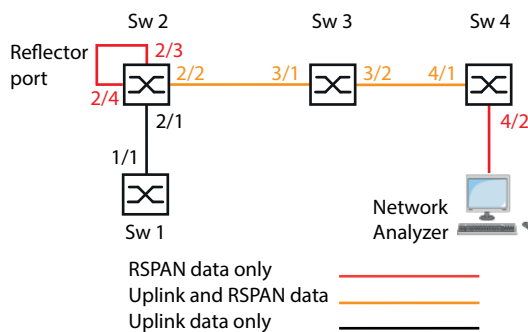 Sw 2
Sw 3
Sw 4
Reflector
port
2/3
2/4
2/2
3/1
3/2
4/1
2/1
4/2
1/1
Sw 1
Network
Analyzer
RSPAN data only
Uplink and RSPAN data
Uplink data only